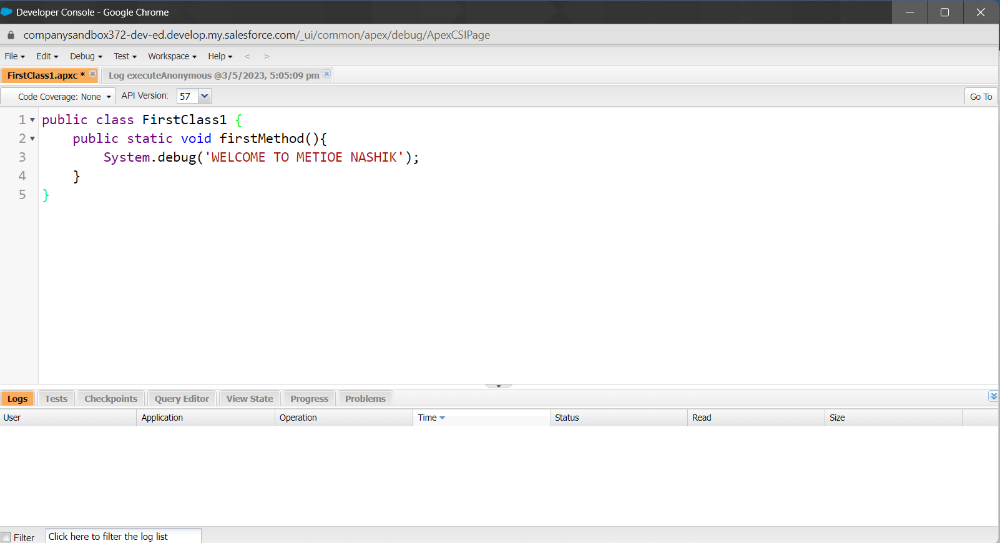 Developer Console - Google Chrome
companysandbox372-dev-ed.develop.my.salesforce.com/_ui/common/apex/debug/ApexCSIPage
File Edit Debug Test Workspace Help < >
FirstClass1.apxc * Log executeAnonymous @3/5/2023, 5:05:09 pm
Code Coverage: None API Version: 57 Go To
1 public class FirstClass1 {
2 public static void firstMethod(){
3 System.debug('WELCOME TO METIOE NASHIK');
4 }
5 }
Logs Tests Checkpoints Query Editor View State Progress Problems
User Application Operation Time Status Read Size
Filter Click here to filter the log list